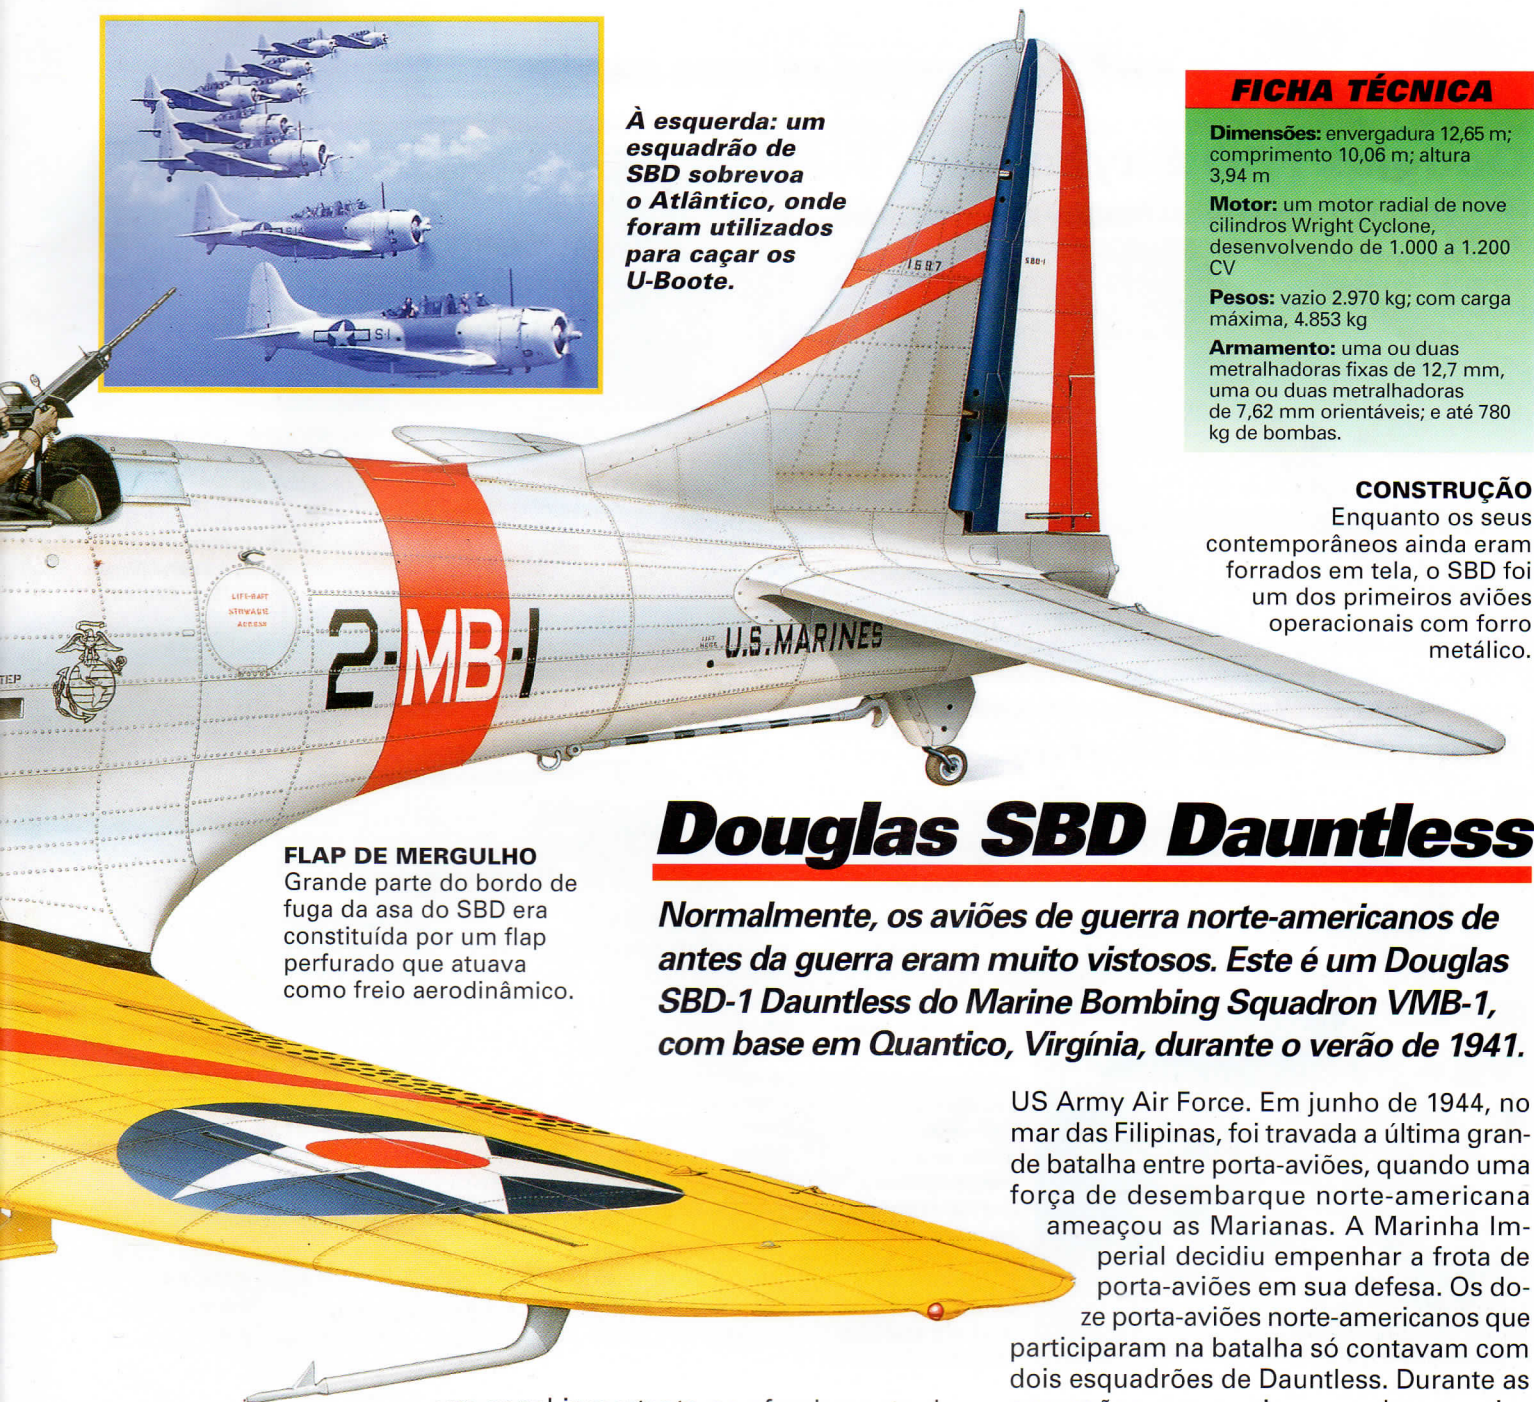 À esquerda: um
esquadrão de
SBD sobrevoa
o Atlântico, onde
foram utilizados
para caçar os
U-Boote.
S-1
1597
SBD-1
FICHA TÉCNICA
Dimensões: envergadura 12,65 m;
comprimento 10,06 m; altura
3,94 m
Motor: um motor radial de nove
cilindros Wright Cyclone,
desenvolvendo de 1.000 a 1.200
CV
Pesos: vazio 2.970 kg; com carga
máxima, 4.853 kg
Armamento: uma ou duas
metralhadoras fixas de 12,7 mm,
uma ou duas metralhadoras
de 7,62 mm orientáveis; e até 780
kg de bombas.
CONSTRUÇÃO
Enquanto os seus
contemporâneos ainda eram
forrados em tela, o SBD foi
um dos primeiros aviões
operacionais com forro
metálico.
LIFE-RAFT
STOWAGE
ACCESS
2-MB-1
LIFT
HERE
U.S. MARINES
FLAP DE MERGULHO
Grande parte do bordo de
fuga da asa do SBD era
constituída por um flap
perfurado que atuava
como freio aerodinâmico.
Douglas SBD Dauntless
Normalmente, os aviões de guerra norte-americanos de
antes da guerra eram muito vistosos. Este é um Douglas
SBD-1 Dauntless do Marine Bombing Squadron VMB-1,
com base em Quantico, Virgínia, durante o verão de 1941.
US Army Air Force. Em junho de 1944, no
mar das Filipinas, foi travada a última gran-
de batalha entre porta-aviões, quando uma
força de desembarque norte-americana
ameaçou as Marianas. A Marinha Im-
perial decidiu empenhar a frota de
porta-aviões em sua defesa. Os do-
ze porta-aviões norte-americanos que
participaram na batalha só contavam com
dois esquadrões de Dauntless. Durante as